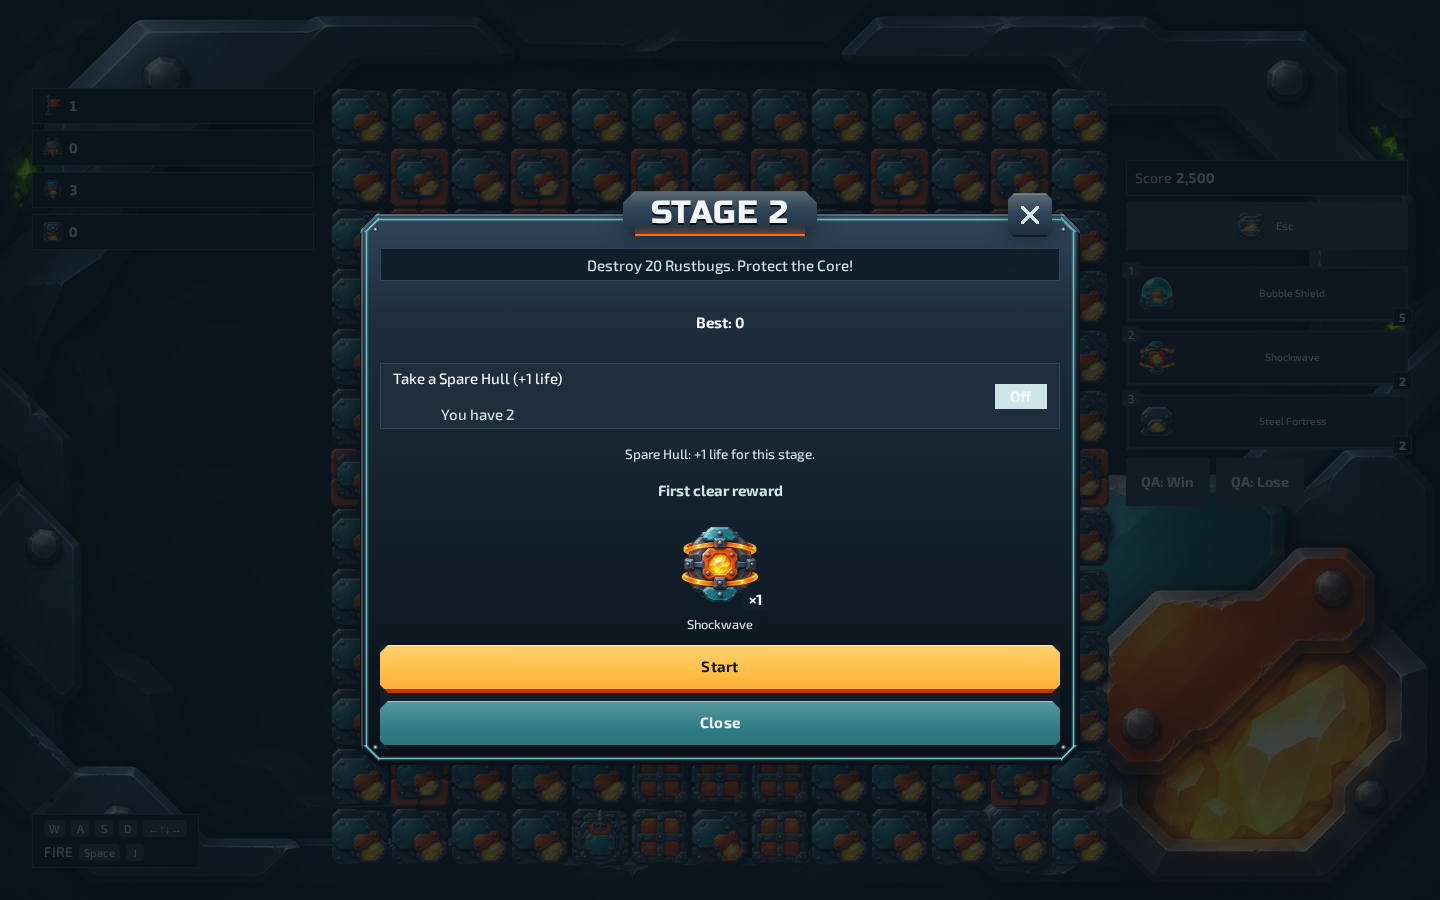 STAGE 2
Destroy 20 Rustbugs. Protect the Core!
Best: 0
Take a Spare Hull (+1 life)
Off
You have 2
Spare Hull: +1 life for this stage.
First clear reward
×1
Shockwave
Start
Close
1
0
3
0
Score 2,500
Esc
1
Bubble Shield
5
2
Shockwave
2
3
Steel Fortress
2
QA: Win QA: Lose
W A S D ←↑↓→
FIRE Space J